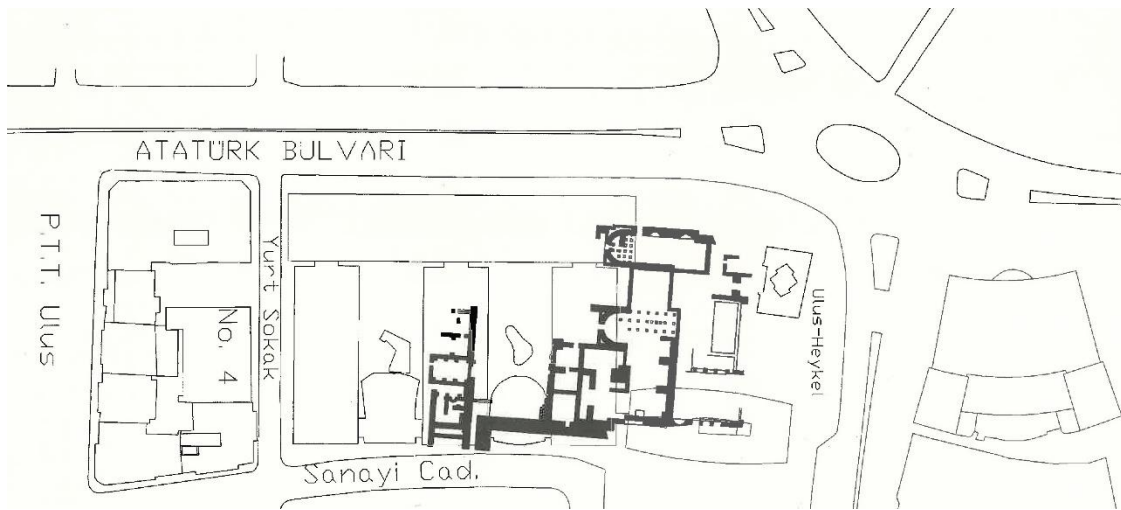 ATATÜRK BULVARI
P.T.T. Ulus
No. 4
Yurt Sokak
Ulus-Heykel
Sanayi Cad.